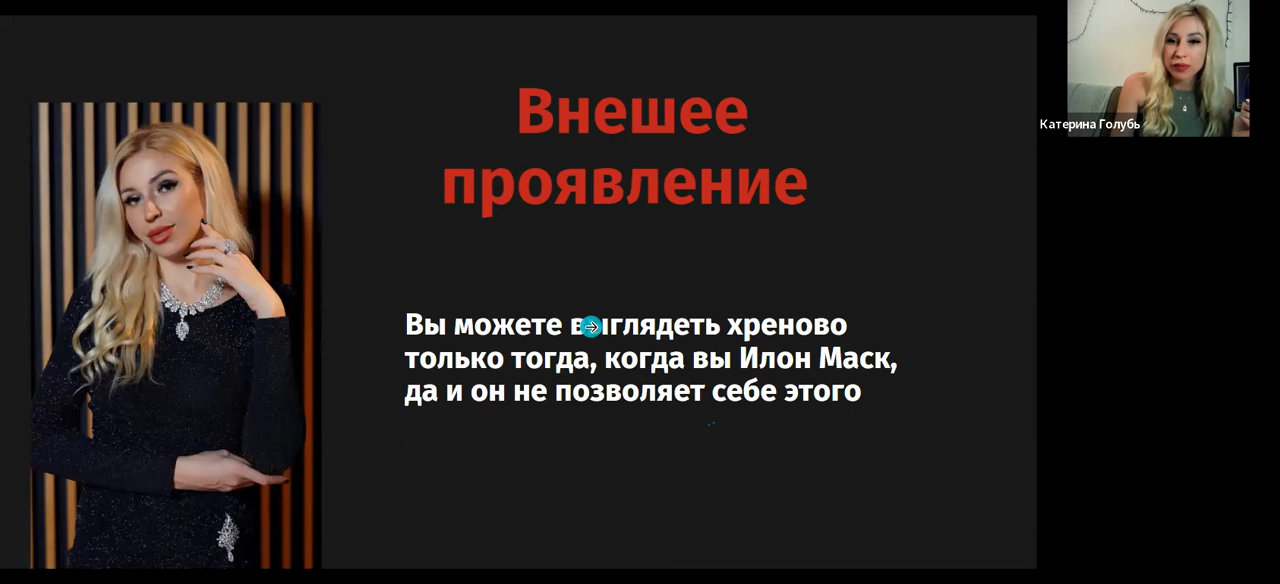 Внешее
проявление
Вы можете выглядеть хреново
только тогда, когда вы Илон Маск,
да и он не позволяет себе этого
Катерина Голубь